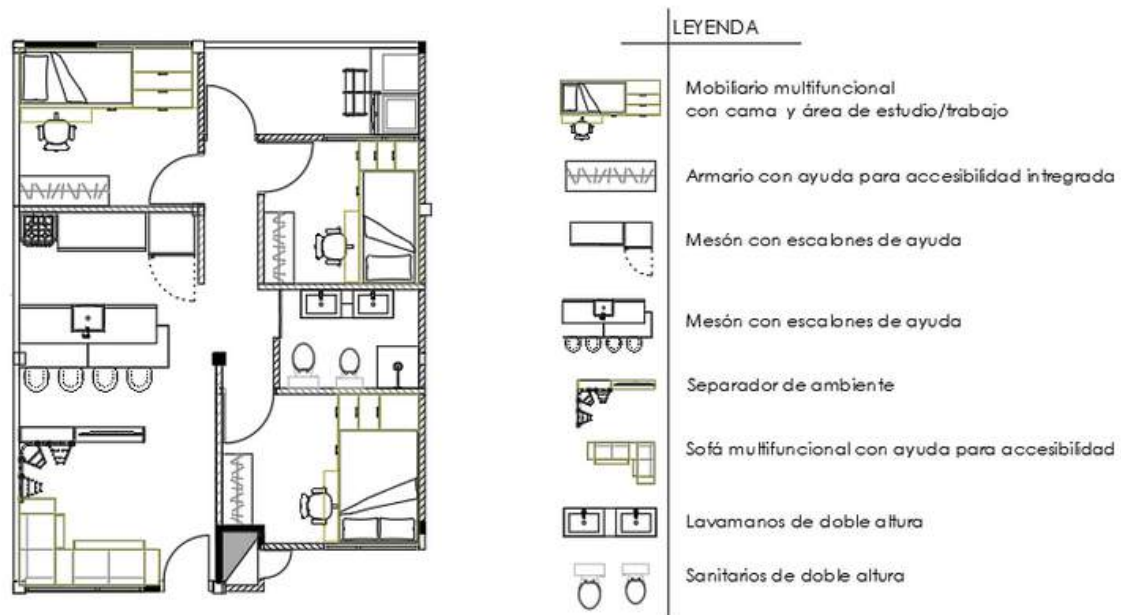 LEYENDA
Mobiliario multifuncional
con cama y área de estudio/trabajo
Armario con ayuda para accesibilidad intregrada
Mesón con escalones de ayuda
Mesón con escalones de ayuda
Separador de ambiente
Sofá multifuncional con ayuda para accesibilidad
Lavamanos de doble altura
Sanitarios de doble altura